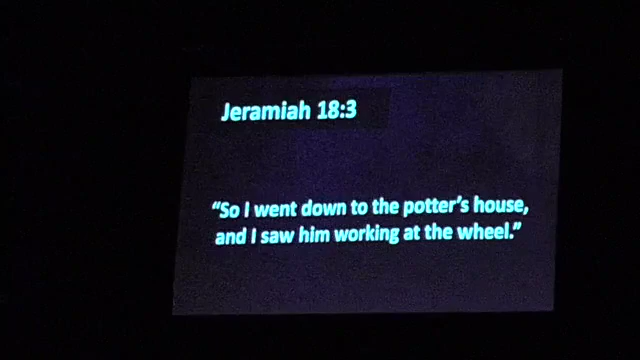 Jeramiah 18:3
“So I went down to the potter’s house,
and I saw him working at the wheel.”